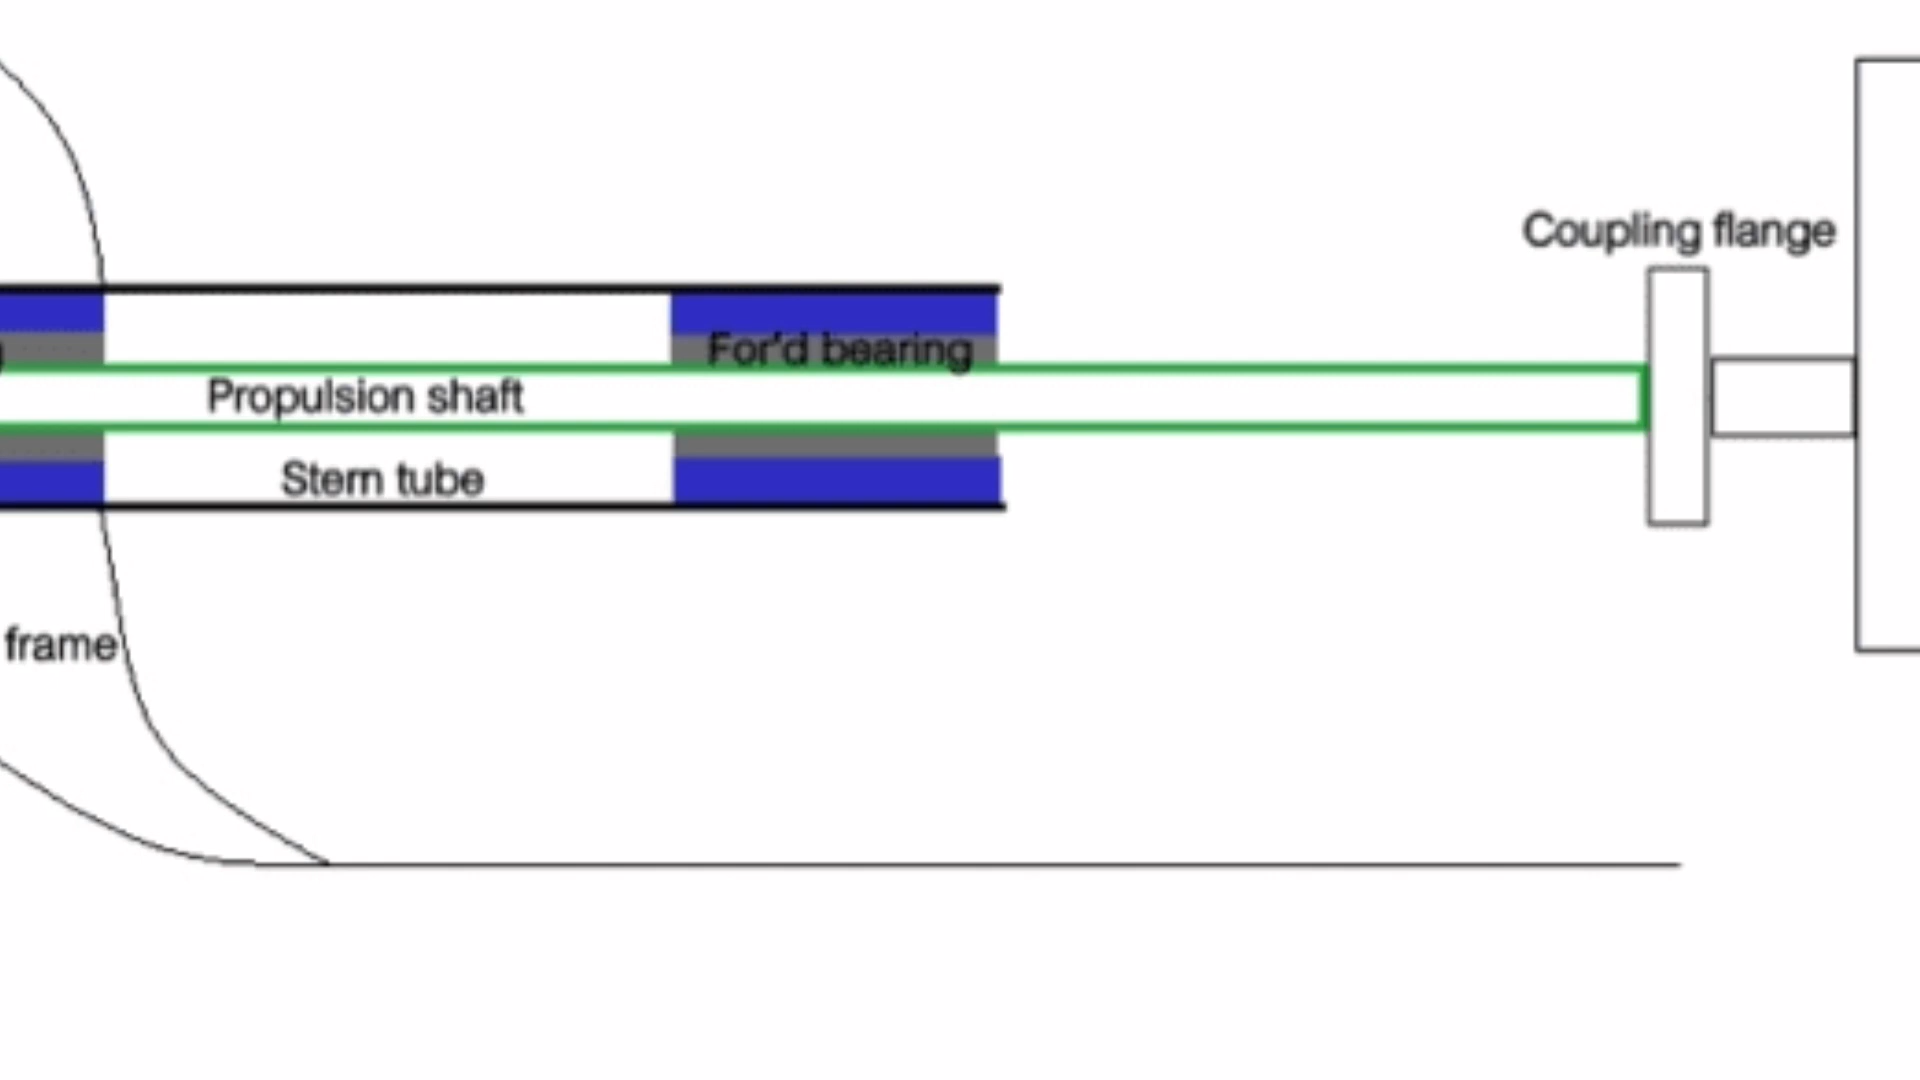 Coupling flange
For'd bearing
Propulsion shaft
Stern tube
frame